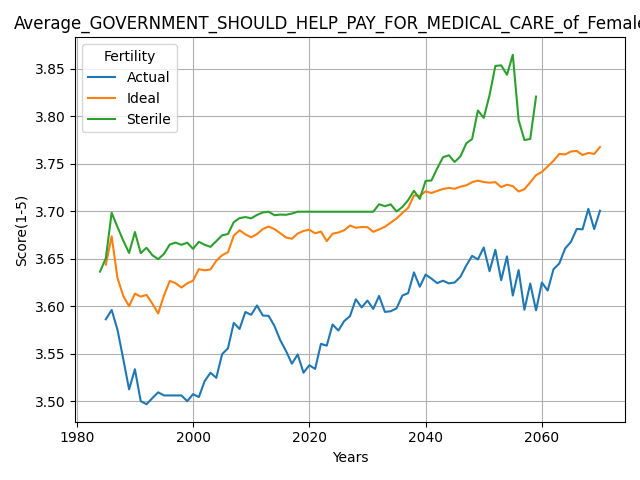 Average_GOVERNMENT_SHOULD_HELP_PAY_FOR_MEDICAL_CARE_of_Female
Fertility
Actual
Ideal
Sterile
3.85
3.80
3.75
3.70
3.65
3.60
3.55
3.50
Score(1-5)
1980
2000
2020
2040
2060
Years